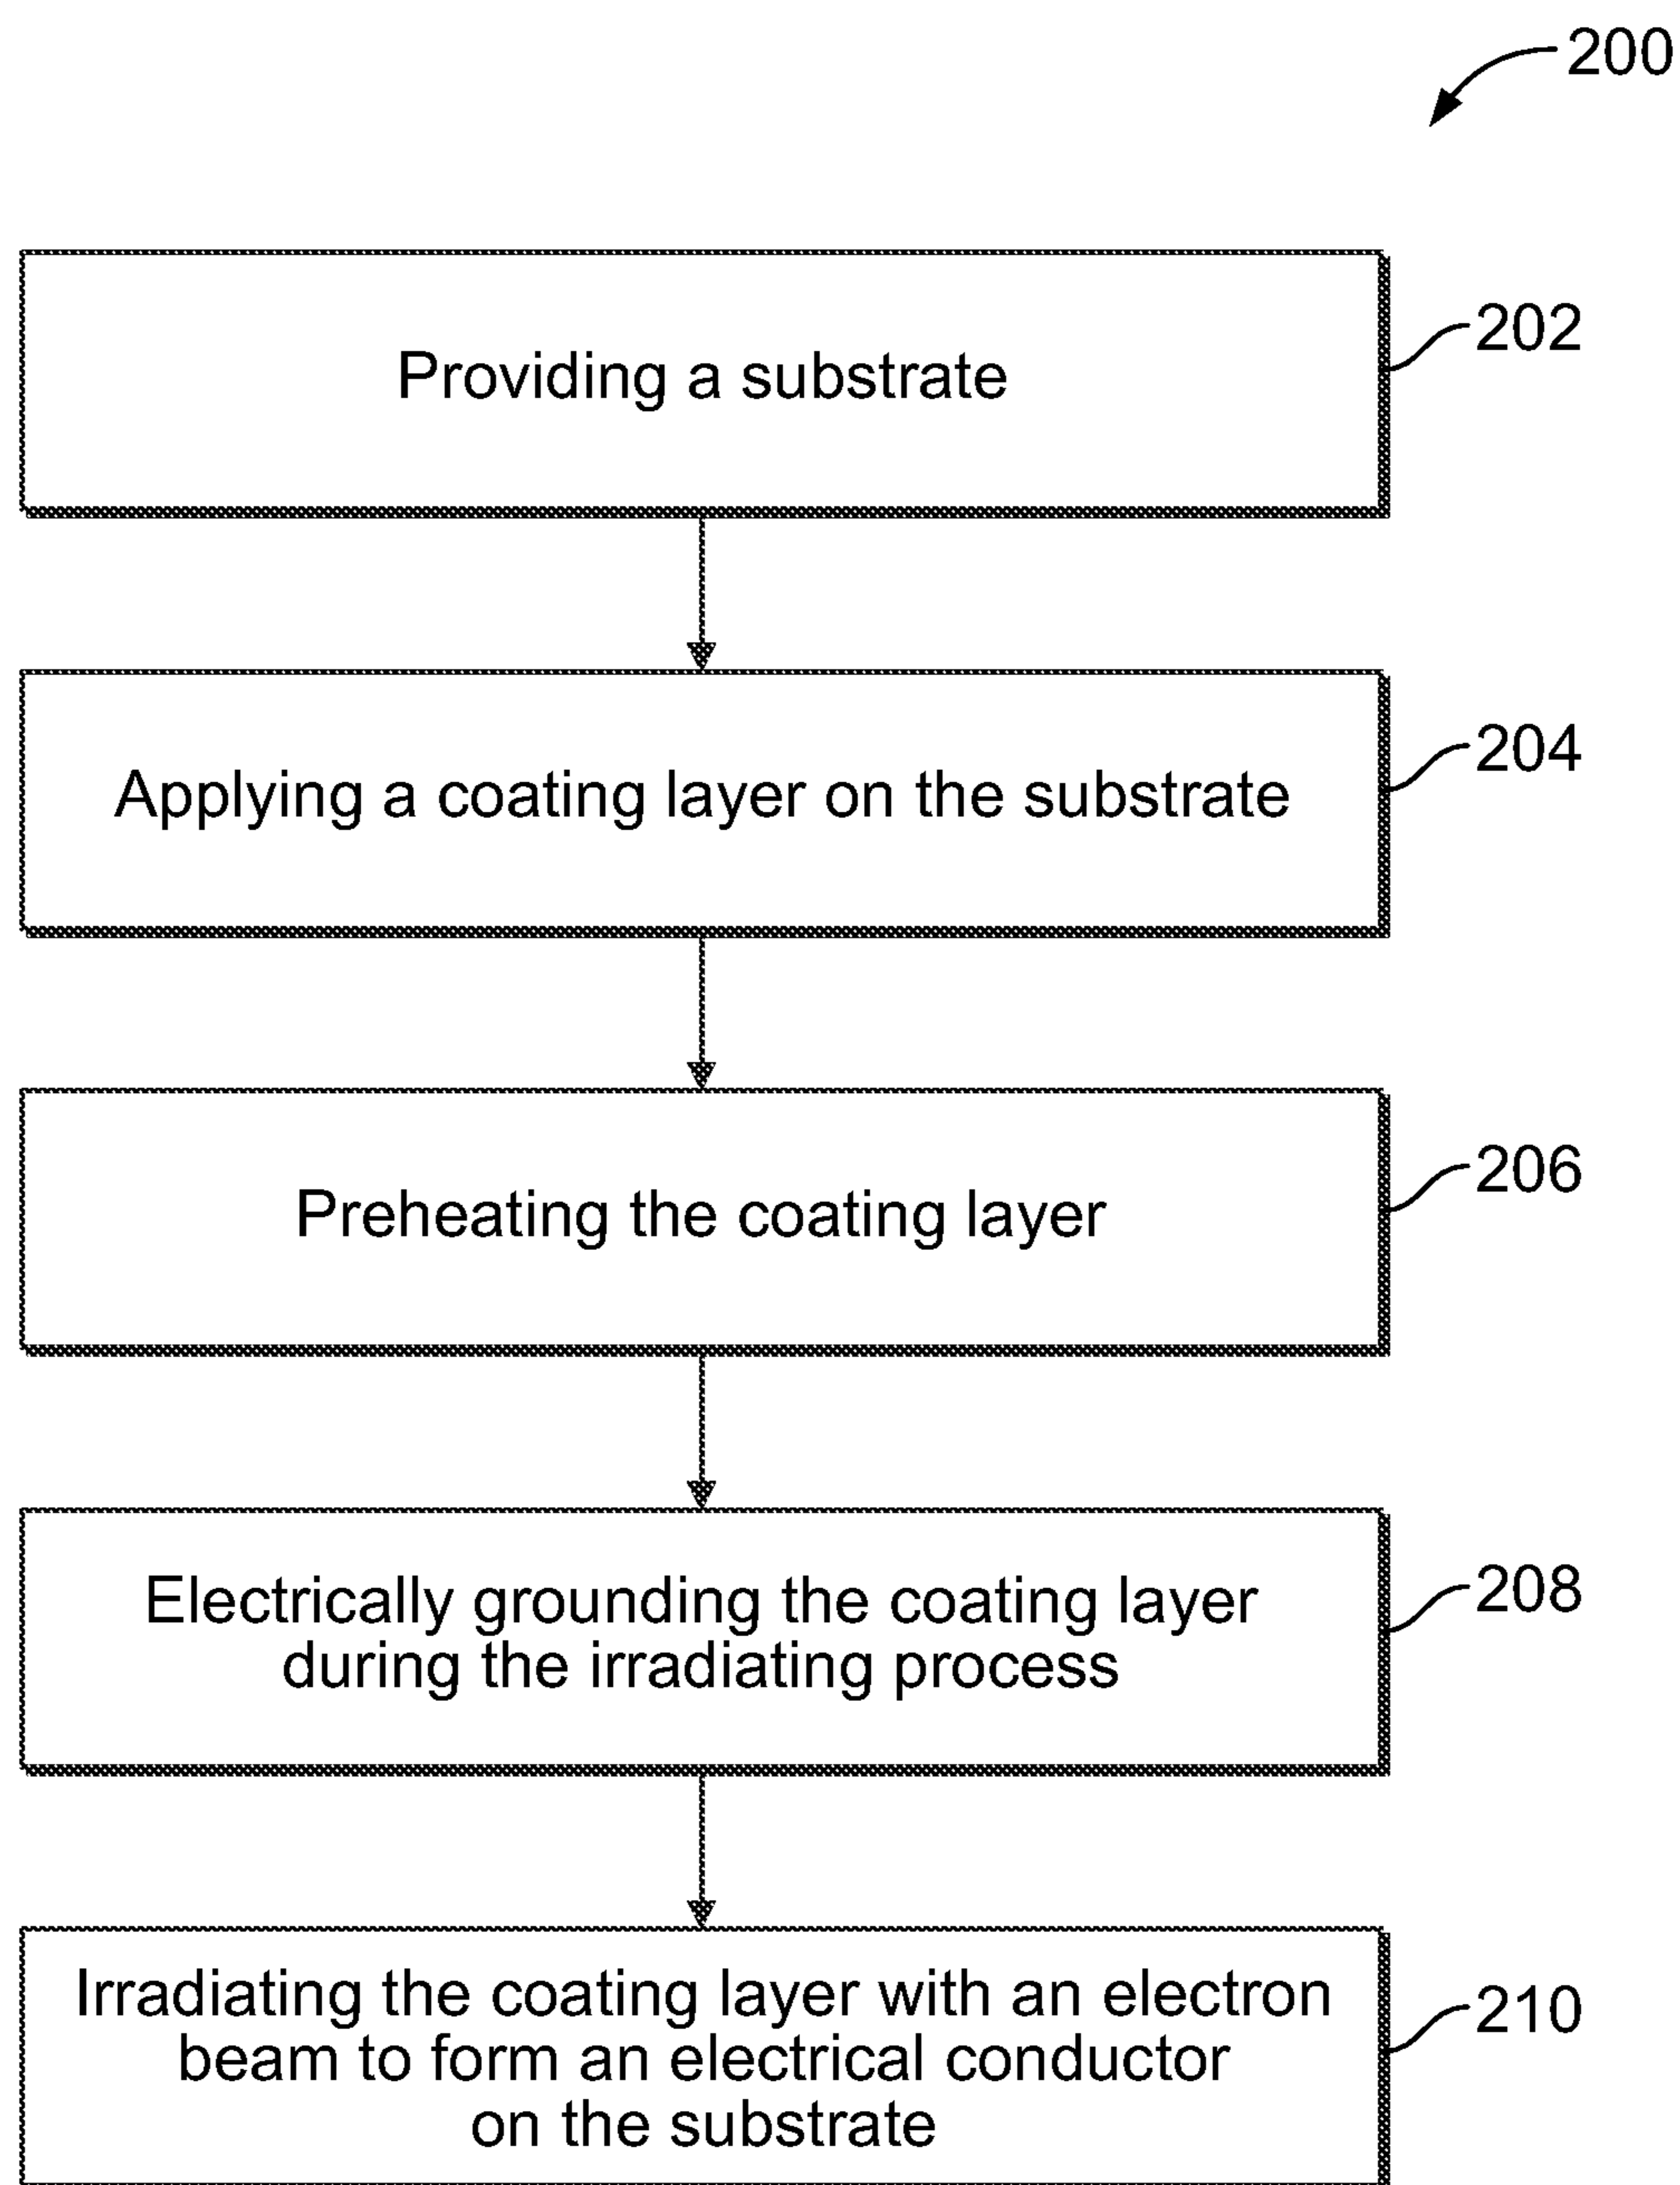 200
Providing a substrate
202
Applying a coating layer on the substrate
204
Preheating the coating layer
206
Electrically grounding the coating layer
during the irradiating process
208
Irradiating the coating layer with an electron
beam to form an electrical conductor
on the substrate
210